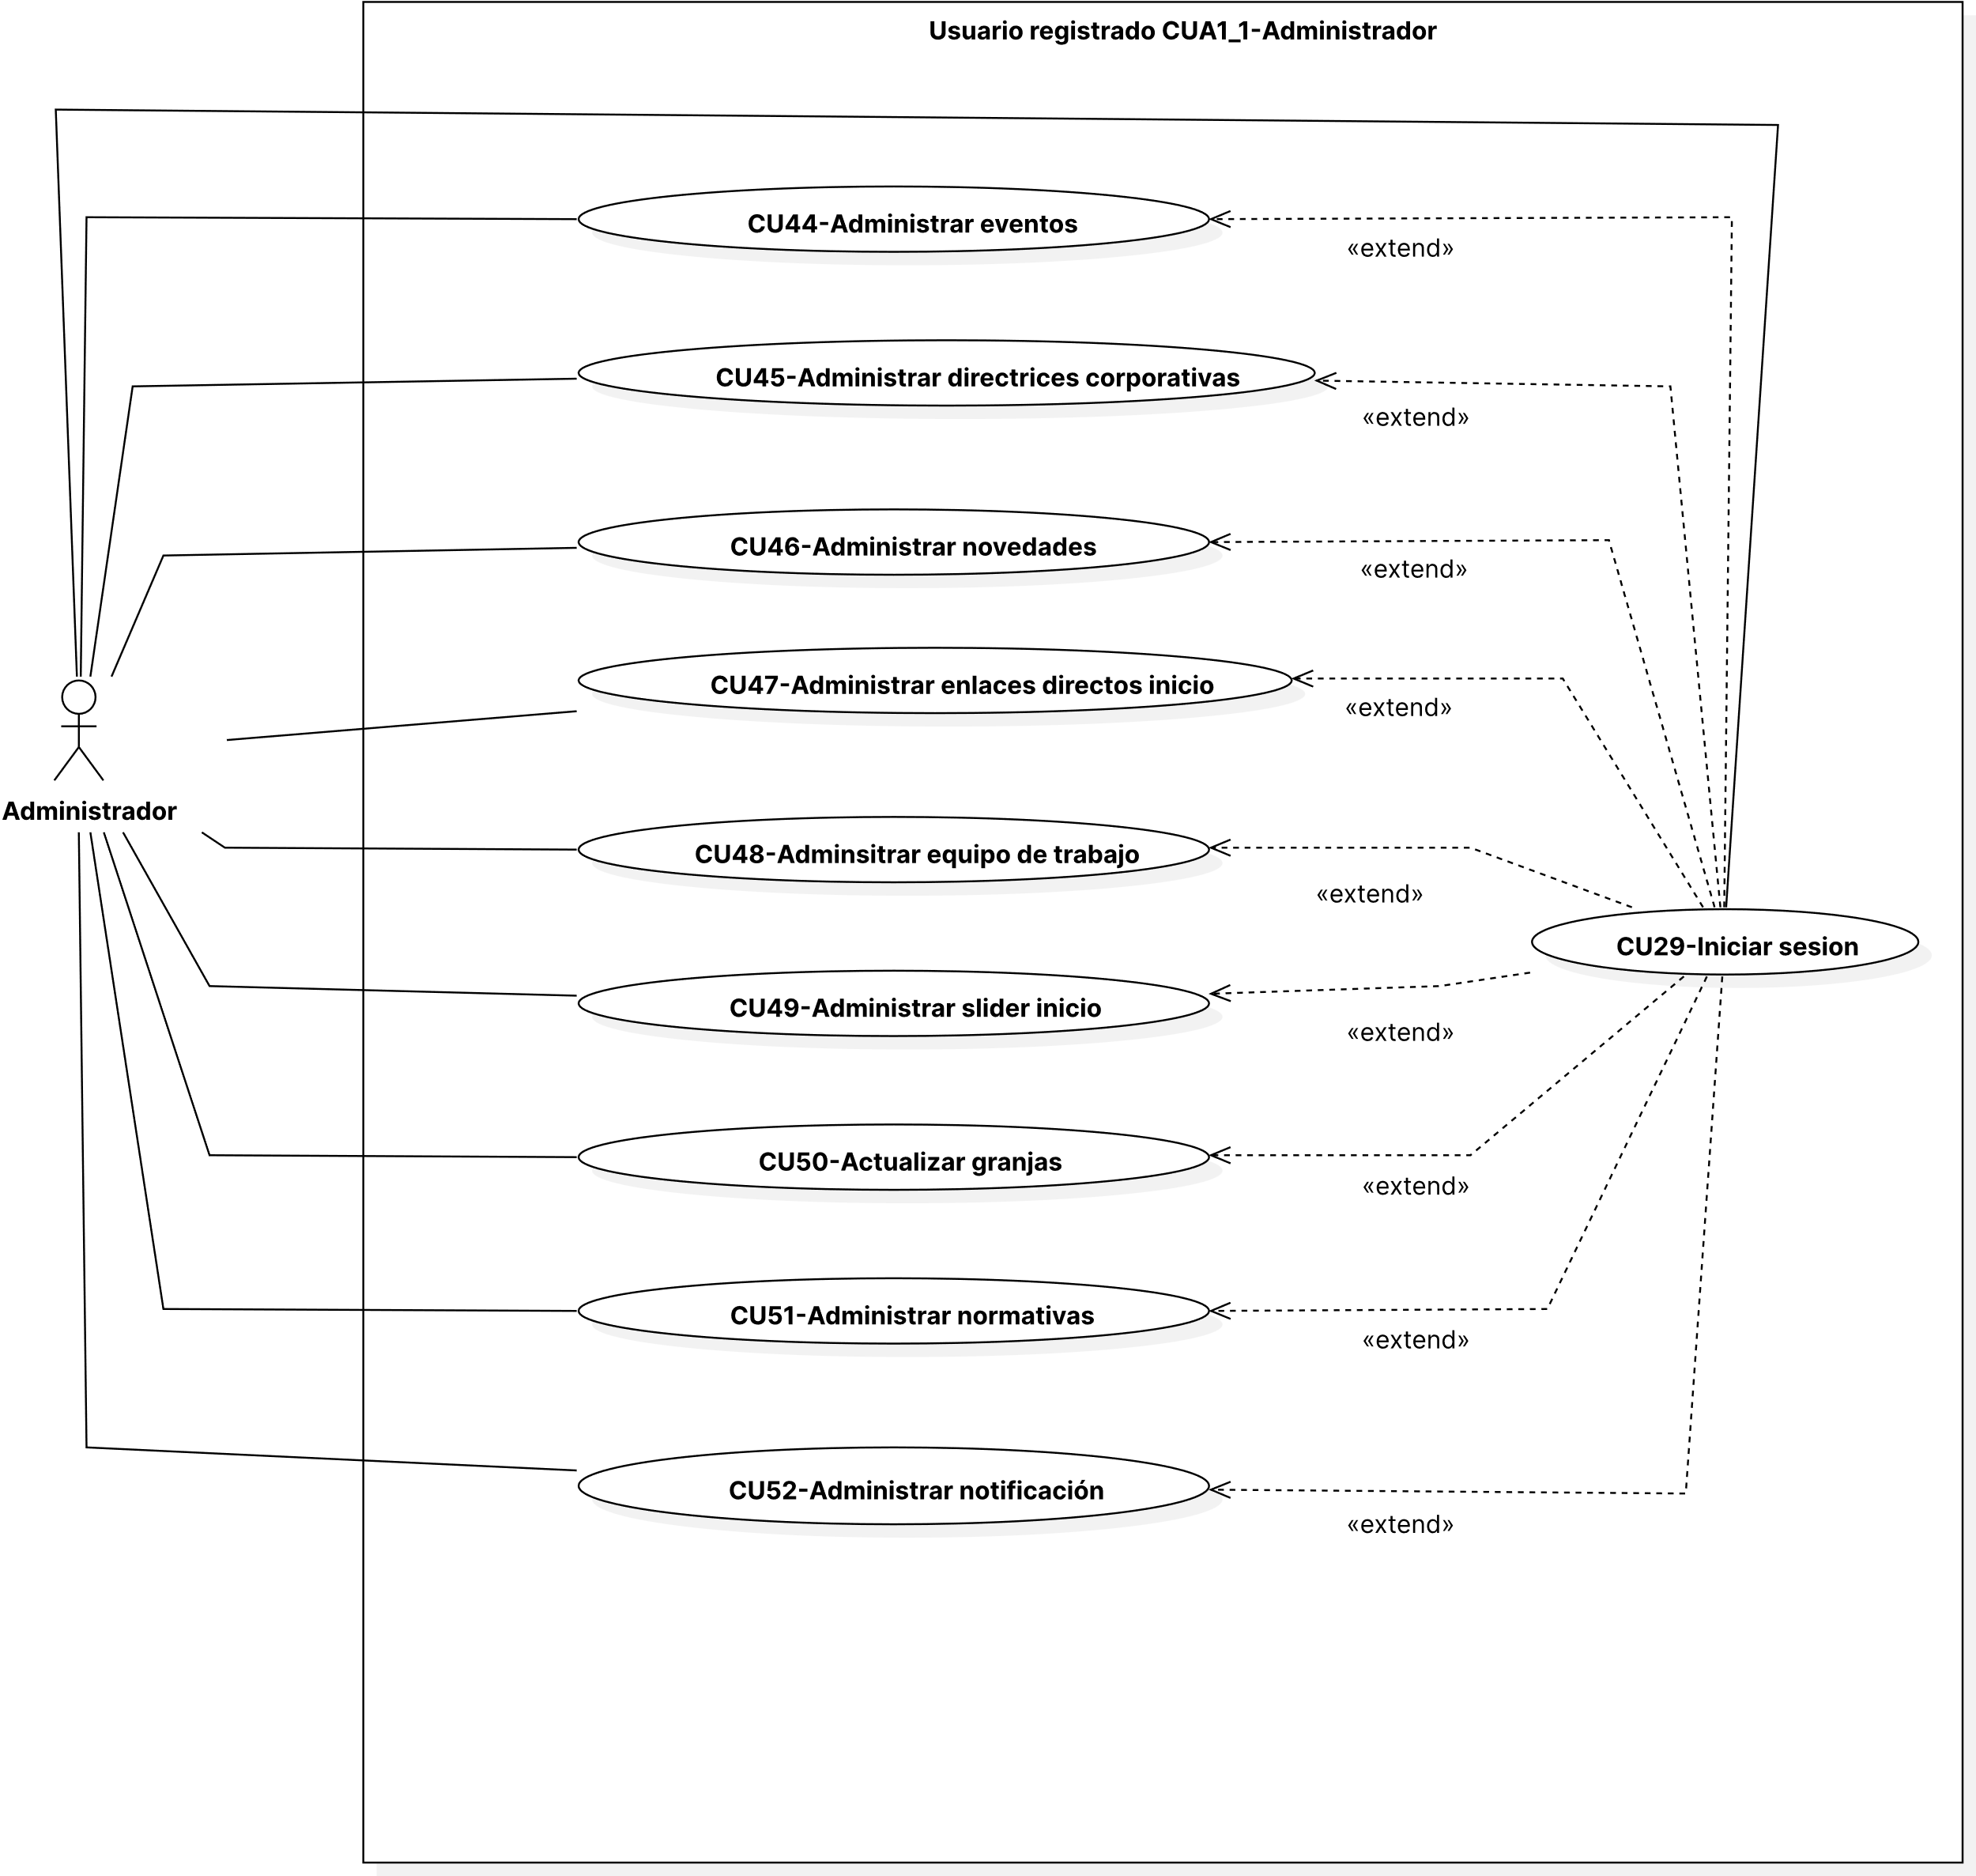 Usuario registrado CUA1_1-Administrador
CU44-Administrar eventos
«extend»
CU45-Administrar directrices corporativas
«extend»
CU46-Administrar novedades
«extend»
CU47-Administrar enlaces directos inicio
«extend»
Administrador
CU48-Adminsitrar equipo de trabajo
«extend»
CU29-Iniciar sesion
CU49-Administrar slider inicio
«extend»
CU50-Actualizar granjas
«extend»
CU51-Administrar normativas
«extend»
CU52-Administrar notificación
«extend»